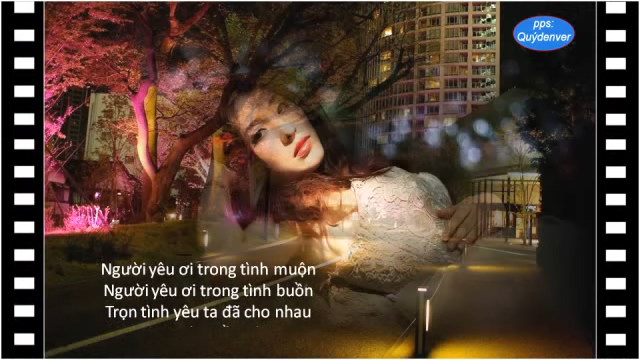 pps:
Quýdenver
Người yêu ơi trong tình muộn
Người yêu ơi trong tình buồn
Trọn tình yêu ta đã cho nhau